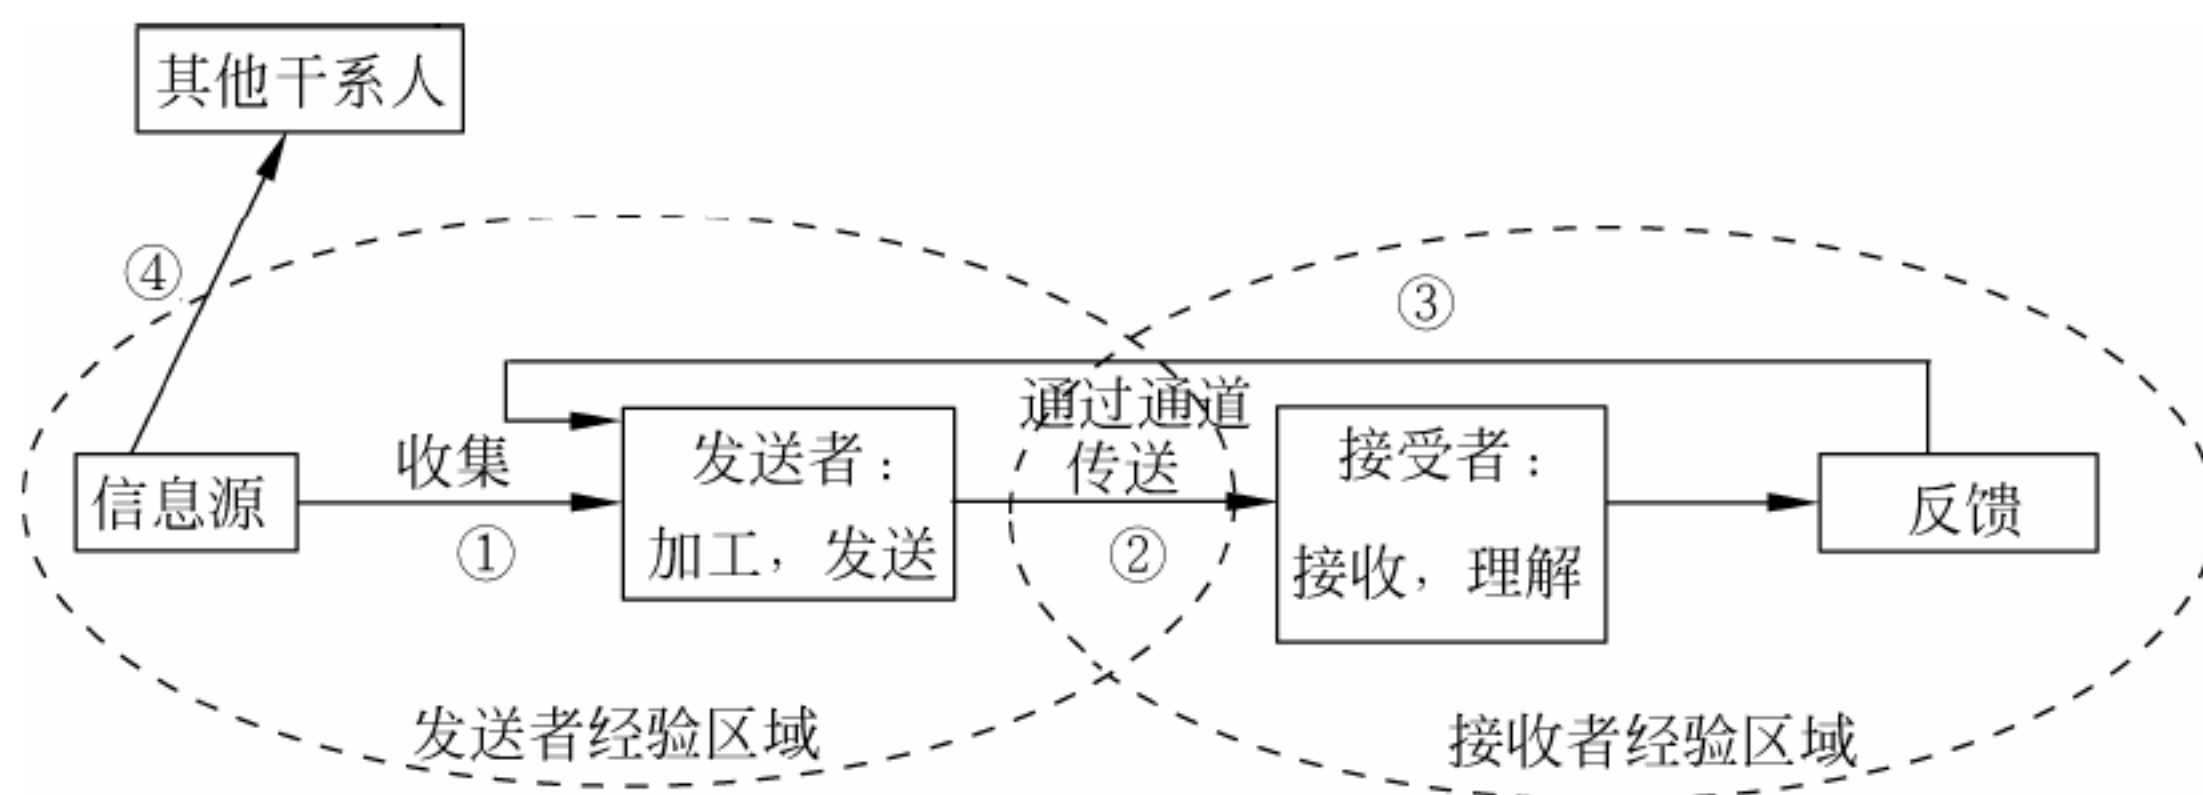 其他干系人
④
③
通过通道
传送
收集
①
②
信息源
发送者：
加工，发送
接受者：
接收，理解
反馈
发送者经验区域
接收者经验区域